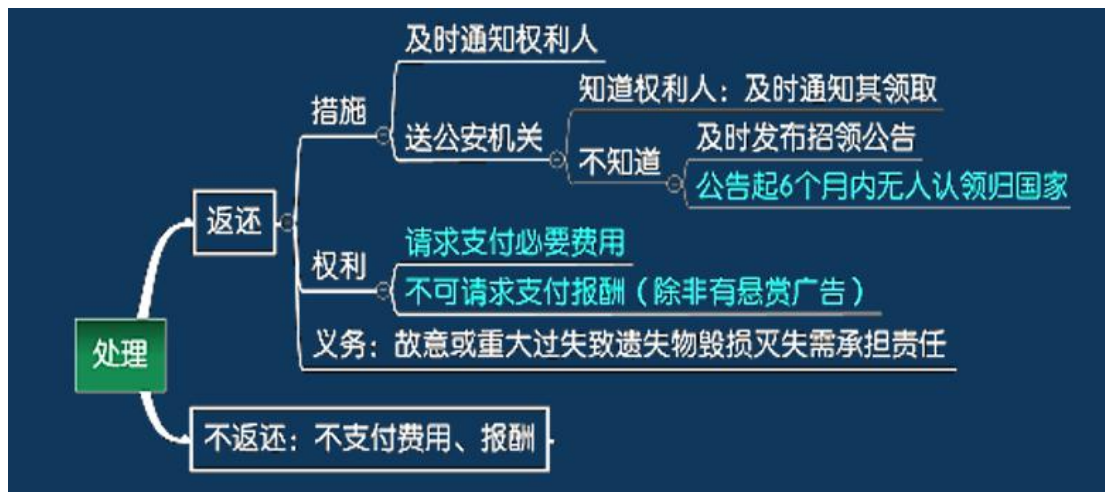 及时通知权利人
知道权利人：及时通知其领取
措施
送公安机关
及时发布招领公告
不知道
公告起6个月内无人认领归国家
返还
请求支付必要费用
权利
不可请求支付报酬（除非有悬赏广告）
义务：故意或重大过失致遗失物毁损灭失需承担责任
处理
不返还：不支付费用、报酬